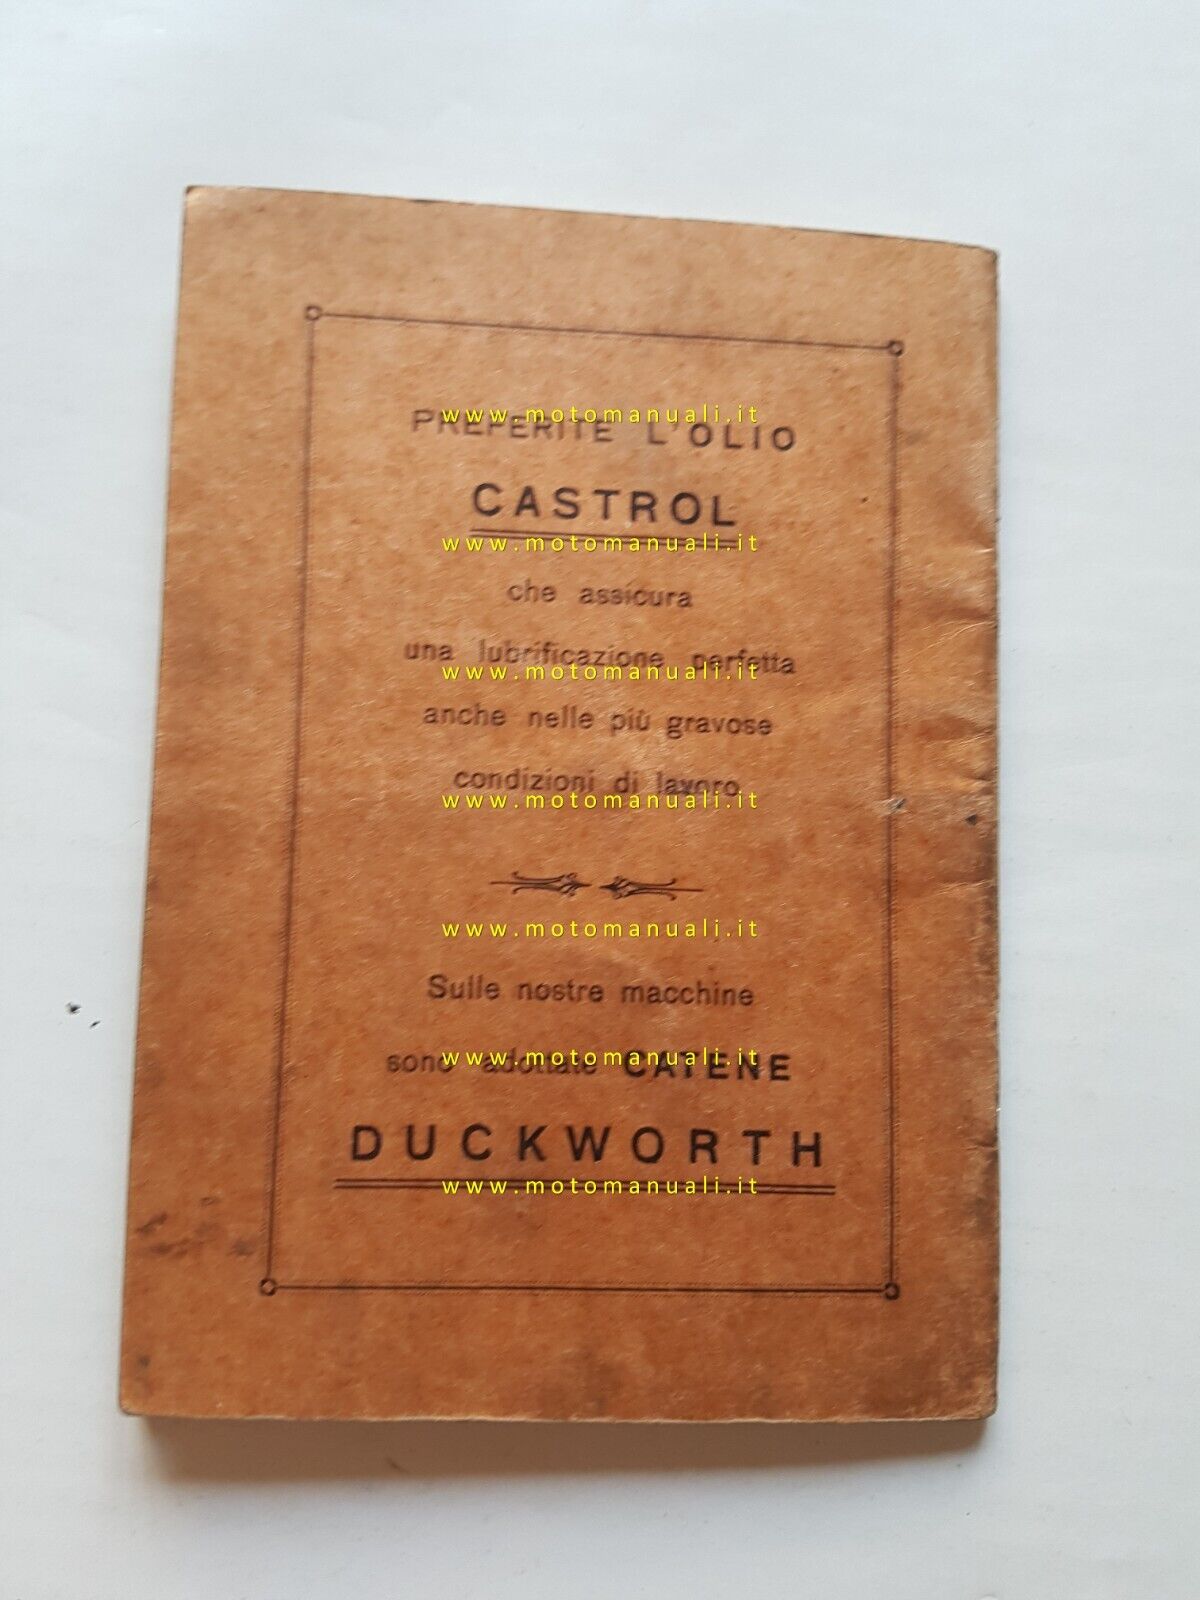 www.motomanuali.it
PREFERITE L'OLIO
CASTROL
www.motomanuali.it
che assicura
una lubrificazione perfetta
www.motomanuali.it
anche nelle più gravose
condizioni di lavoro.
www.motomanuali.it
www.motomanuali.it
Sulle nostre macchine
www.motomanuali.it
sono adottate CATENE
DUCKWORTH
www.motomanuali.it